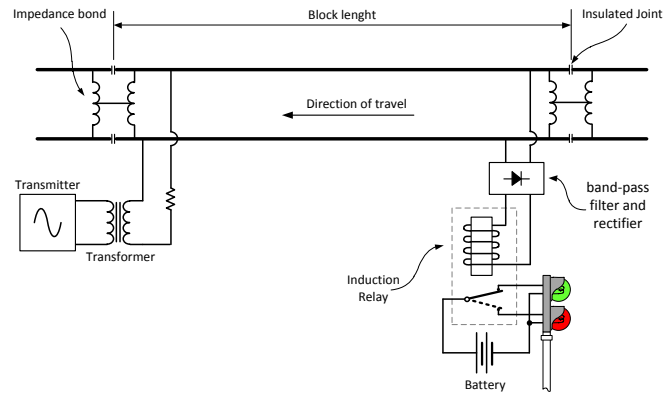 Impedance bond
Block lenght
Insulated Joint
Direction of travel
Transmitter
Transformer
band-pass
filter and
rectifier
Induction
Relay
Battery